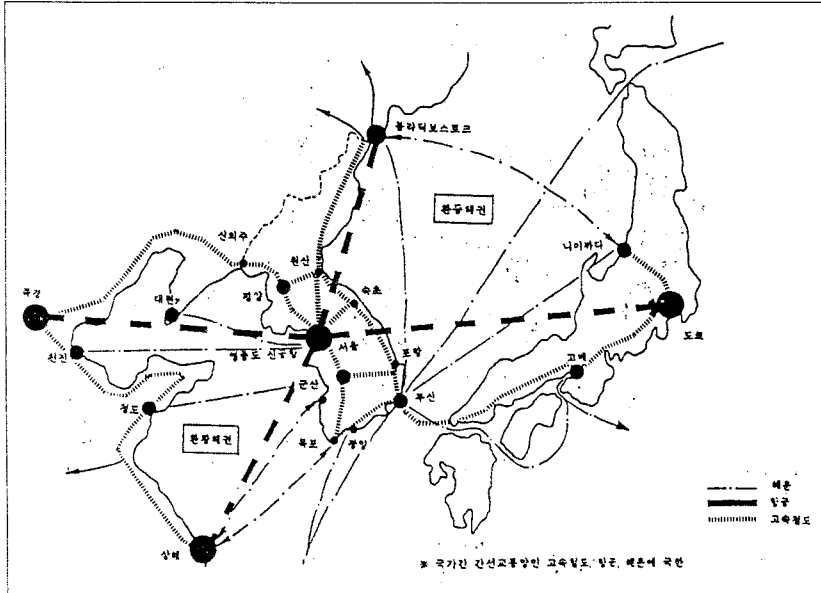 블라딕보스토크
환동해권
신의주
원산
니이까다
대련
평양
속초
북경
도쿄
천진
영종도 신공항
서울
포항
고베
군산
부산
청도
환황해권
목포
광양
상해
해운
항공
고속철도
※ 국가간 간선교통망인 고속철도, 항공, 해운에 국한